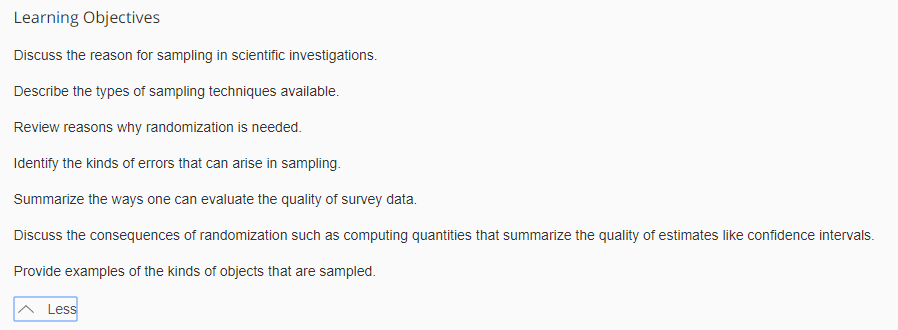 Learning Objectives
Discuss the reason for sampling in scientific investigations.
Describe the types of sampling techniques available.
Review reasons why randomization is needed.
Identify the kinds of errors that can arise in sampling.
Summarize the ways one can evaluate the quality of survey data.
Discuss the consequences of randomization such as computing quantities that summarize the quality of estimates like confidence intervals.
Provide examples of the kinds of objects that are sampled.
Less